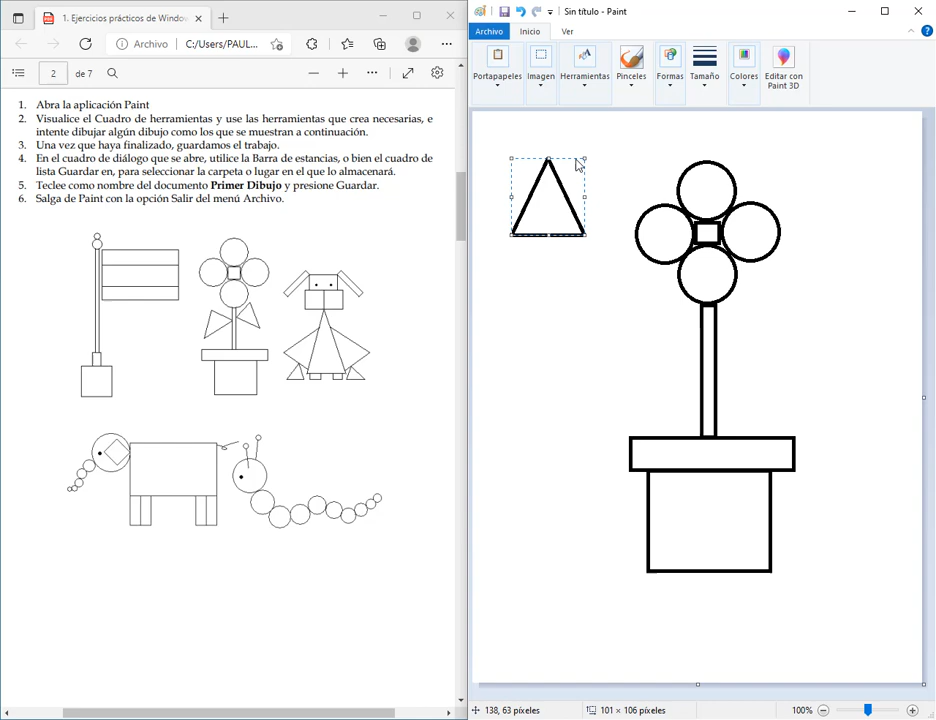 1. Ejercicios prácticos de Window
Archivo
C:/Users/PAUL...
2
de 7
1. Abra la aplicación Paint
2. Visualice el Cuadro de herramientas y use las herramientas que crea necesarias, e
intente dibujar algún dibujo como los que se muestran a continuación.
3. Una vez que haya finalizado, guardamos el trabajo.
4. En el cuadro de diálogo que se abre, utilice la Barra de estancias, o bien el cuadro de
lista Guardar en, para seleccionar la carpeta o lugar en el que lo almacenará.
5. Teclee como nombre del documento Primer Dibujo y presione Guardar.
6. Salga de Paint con la opción Salir del menú Archivo.
Sin título - Paint
Archivo
Inicio
Ver
Portapapeles
Imagen
Herramientas
Pinceles
Formas
Tamaño
Colores
Editar con
Paint 3D
138, 63 píxeles
101 × 106 píxeles
100%